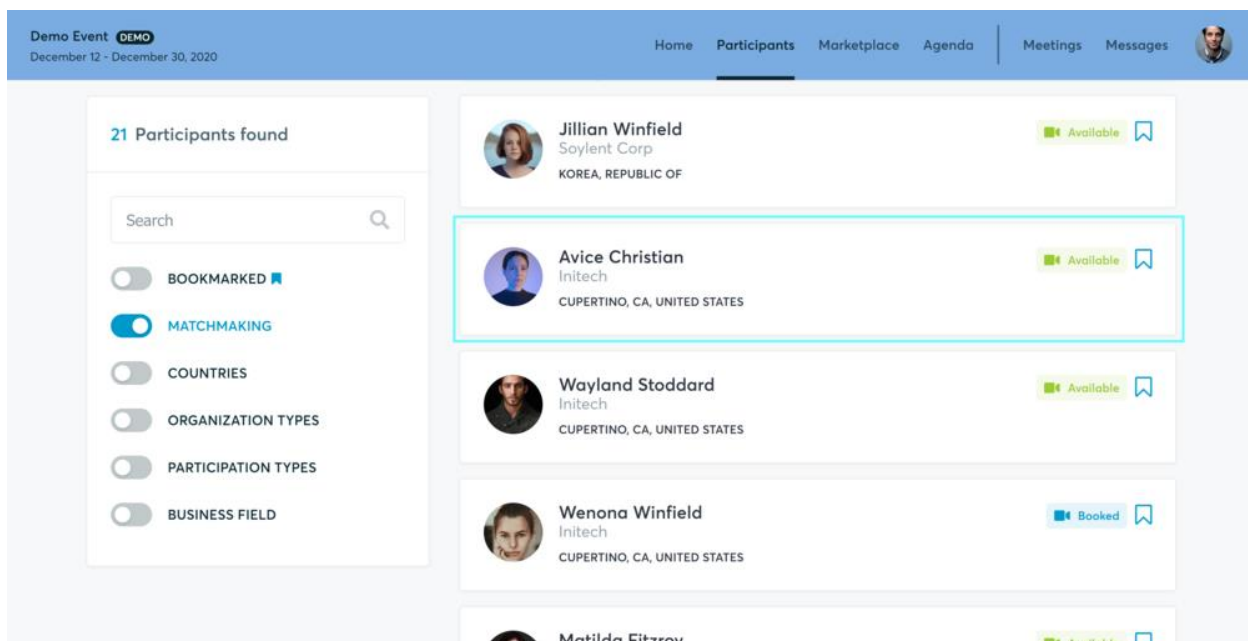 Demo Event DEMO
December 12 - December 30, 2020
Home Participants Marketplace Agenda Meetings Messages
21 Participants found
Search
BOOKMARKED
MATCHMAKING
COUNTRIES
ORGANIZATION TYPES
PARTICIPATION TYPES
BUSINESS FIELD
Jillian Winfield
Soylent Corp
KOREA, REPUBLIC OF
Available
Avice Christian
Initech
CUPERTINO, CA, UNITED STATES
Available
Wayland Stoddard
Initech
CUPERTINO, CA, UNITED STATES
Available
Wenona Winfield
Initech
CUPERTINO, CA, UNITED STATES
Booked
Matilda Fitzroy
Available